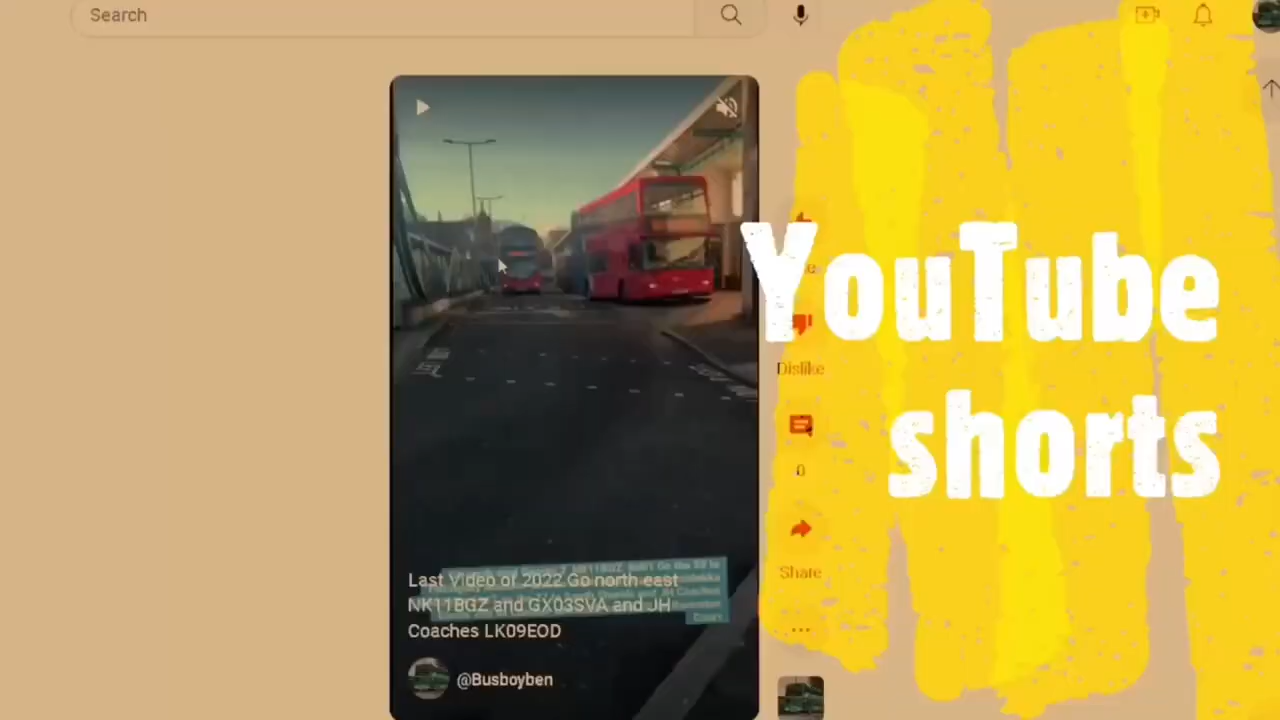 Search
YouTube
shorts
Dislike
0
Share
Last Video of 2022 Go north east
NK11BGZ and GX03SVA and JH
Coaches LK09EOD
@Busboyben